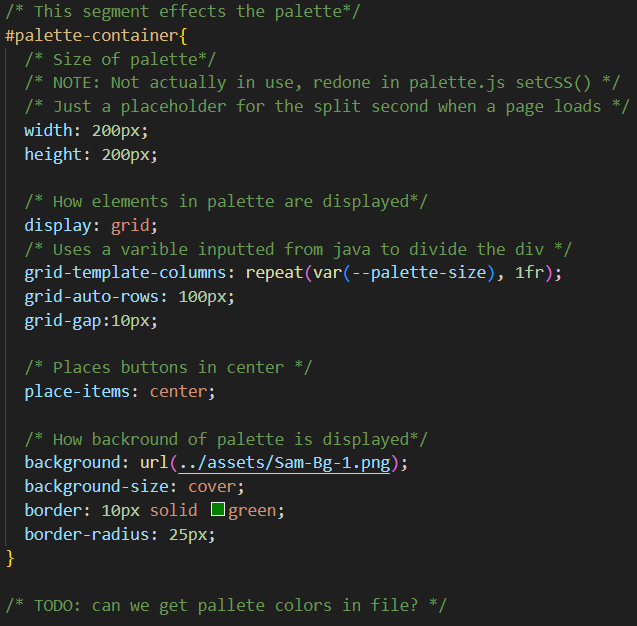 /* This segment effects the palette*/
#palette-container{
/* Size of palette*/
/* NOTE: Not actually in use, redone in palette.js setCSS() */
/* Just a placeholder for the split second when a page loads */
width: 200px;
height: 200px;
/* How elements in palette are displayed*/
display: grid;
/* Uses a varible inputted from java to divide the div */
grid-template-columns: repeat(var(--palette-size), 1fr);
grid-auto-rows: 100px;
grid-gap:10px;
/* Places buttons in center */
place-items: center;
/* How backround of palette is displayed*/
background: url(../assets/Sam-Bg-1.png);
background-size: cover;
border: 10px solid green;
border-radius: 25px;
}
/* TODO: can we get pallete colors in file? */